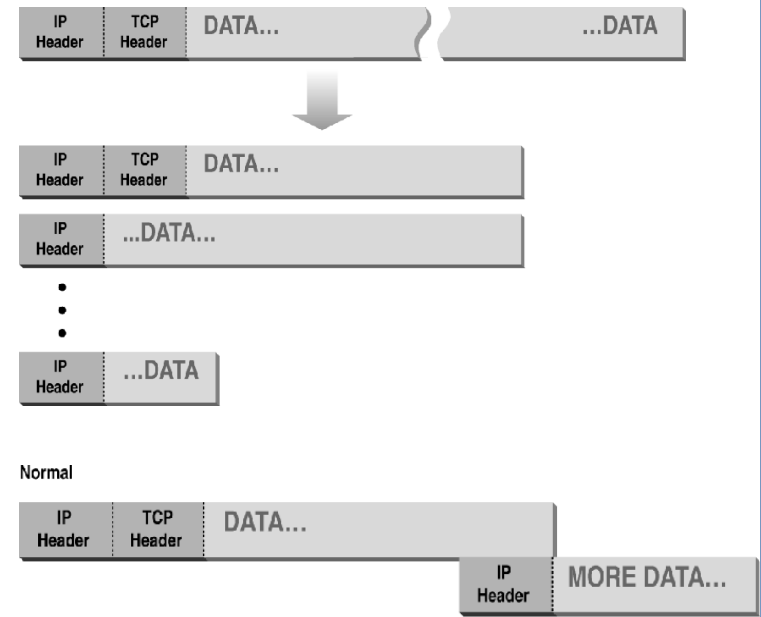 IP Header TCP Header DATA... ...DATA
IP Header TCP Header DATA...
IP Header ...DATA...
IP Header ...DATA
Normal
IP Header TCP Header DATA...
IP Header MORE DATA...